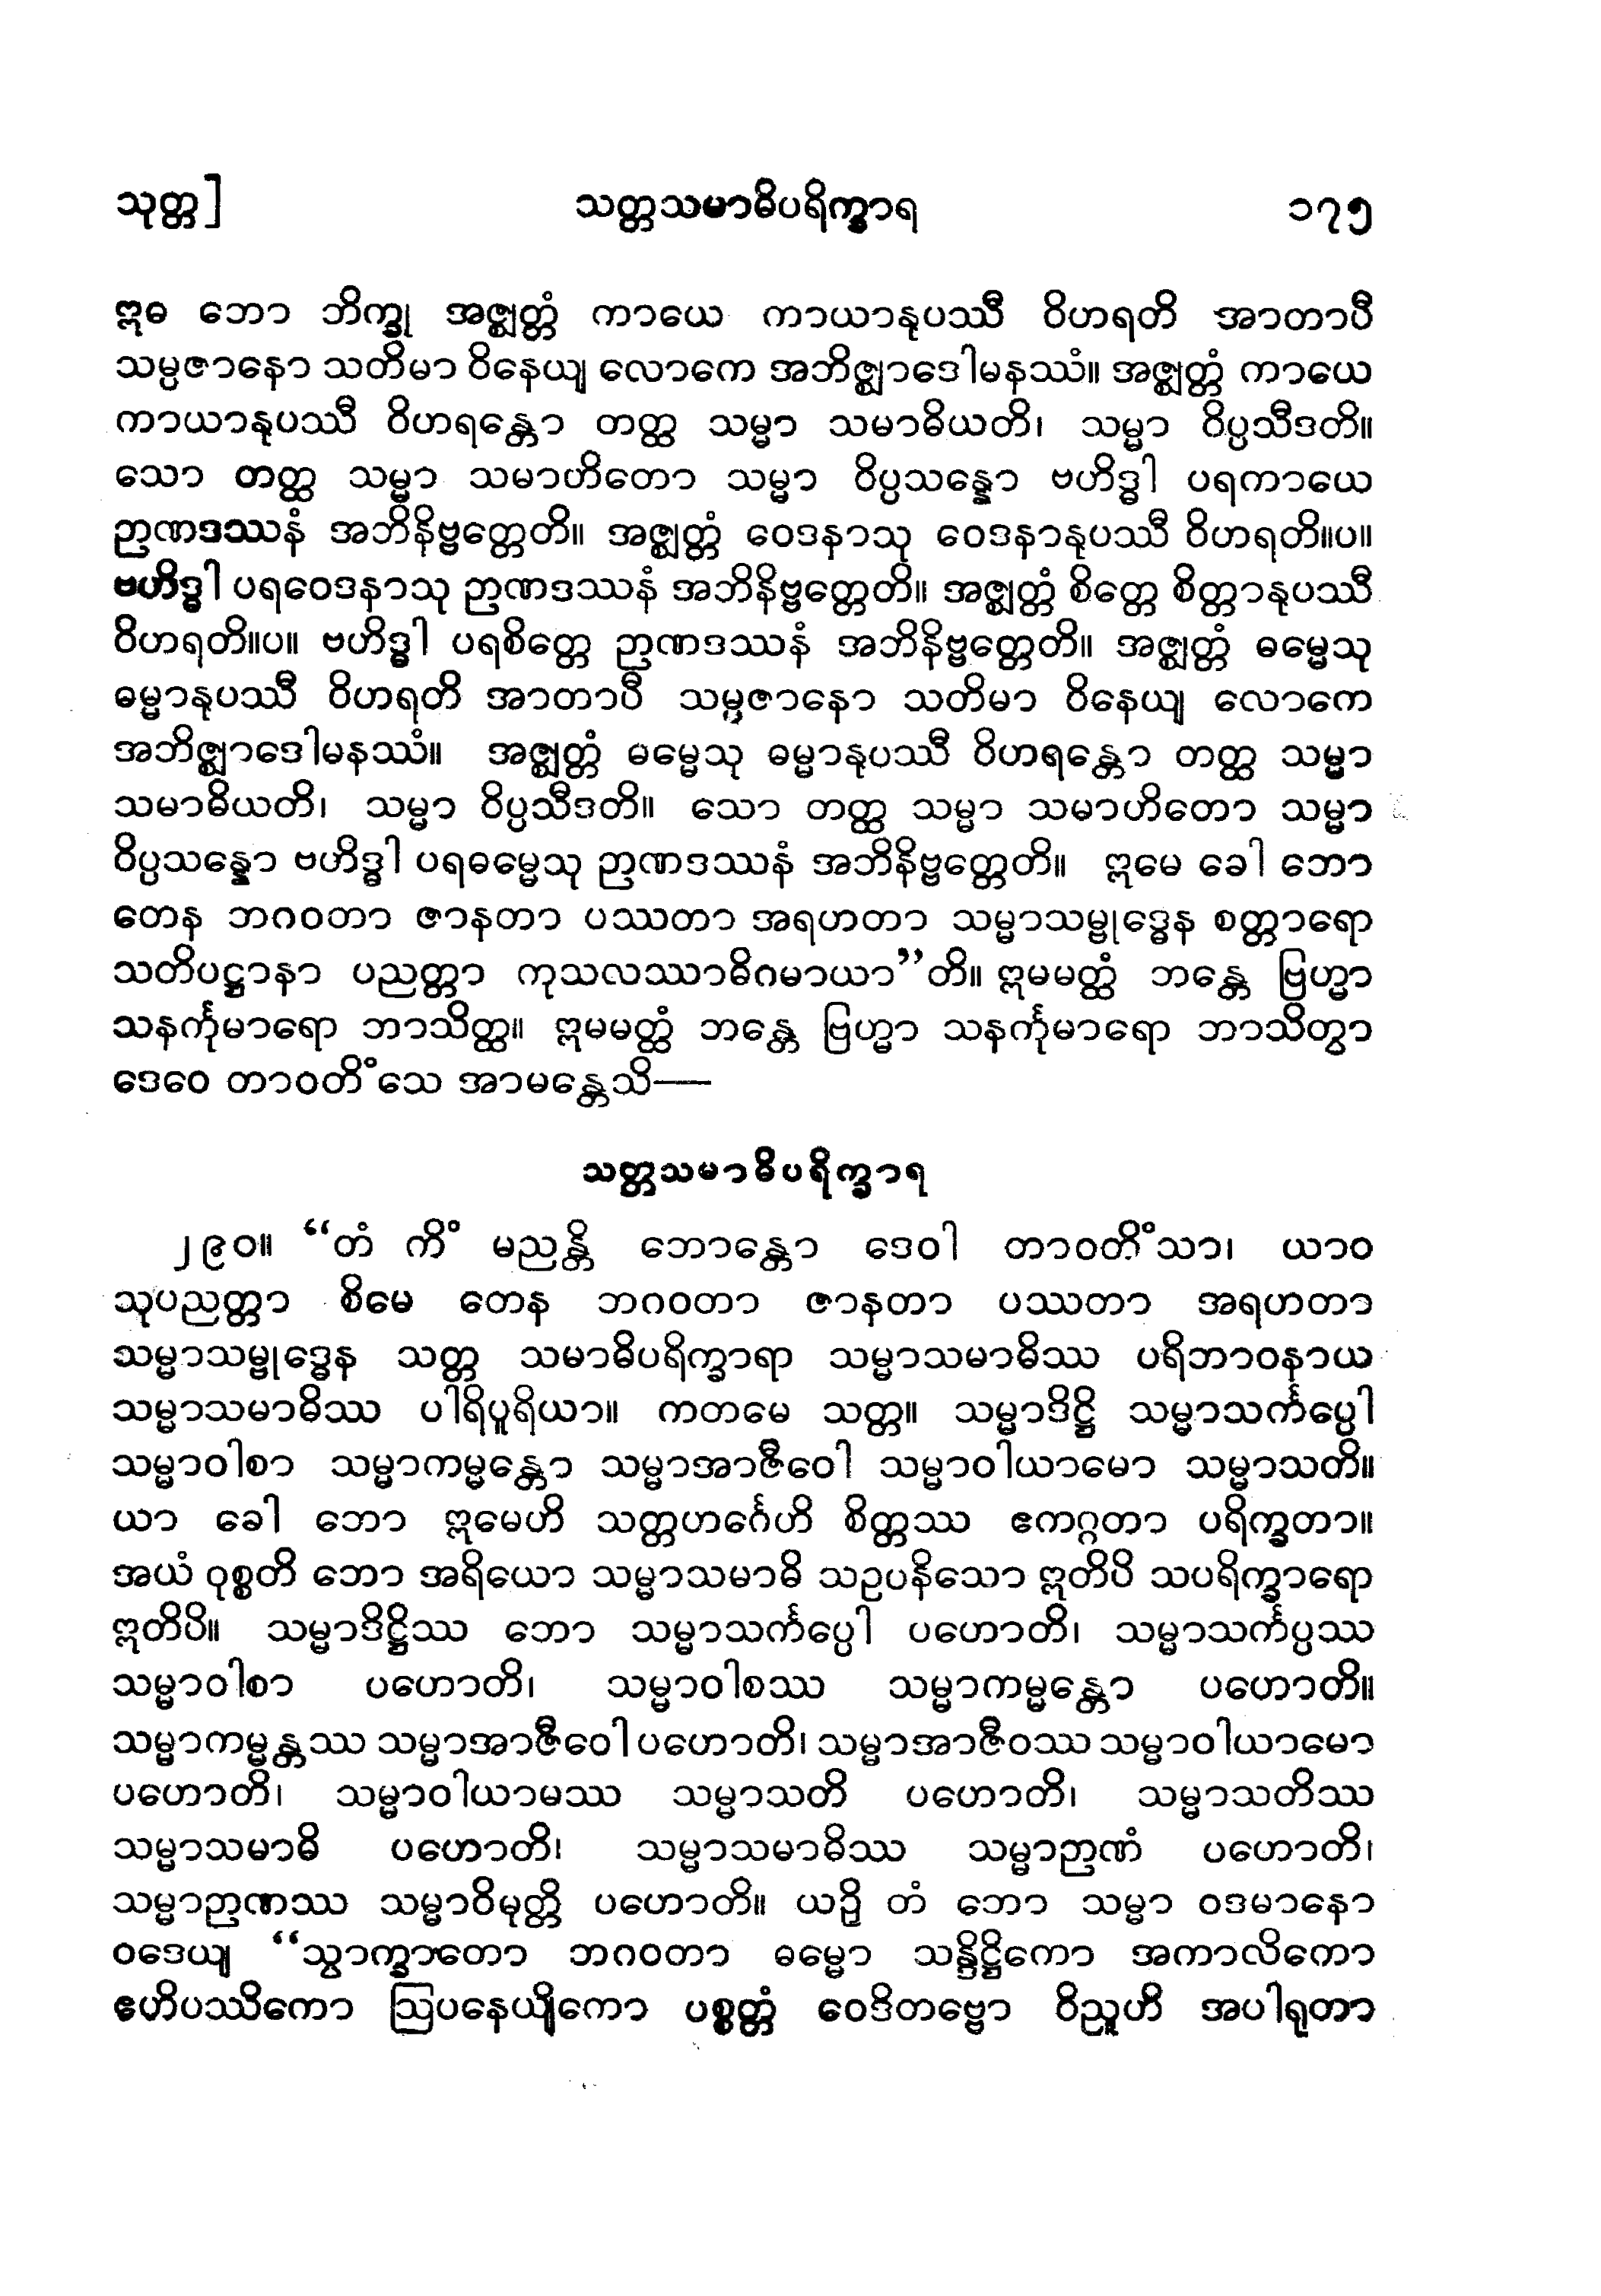 သုတ္တ] သတ္တသမာဓိပရိက္ခာရ ၁၇၅
ဣဓ ဘော ဘိက္ခု အဇ္ဈတ္တံ ကာယေ ကာယာနုပဿီ ဝိဟရတိ အာတာပီ
သမ္ပဇာနော သတိမာ ဝိနေယျ လောကေ အဘိဇ္ဈာဒေါမနဿံ။ အဇ္ဈတ္တံ ကာယေ
ကာယာနုပဿီ ဝိဟရန္တော တတ္ထ သမ္မာ သမာဓိယတိ၊ သမ္မာ ဝိပ္ပသီဒတိ။
သော တတ္ထ သမ္မာ သမာဟိတော သမ္မာ ဝိပ္ပသန္နော ဗဟိဒ္ဓါ ပရကာယေ
ဉာဏဒဿနံ အဘိနိဗ္ဗတ္တေတိ။ အဇ္ဈတ္တံ ဝေဒနာသု ဝေဒနာနုပဿီ ဝိဟရတိ။ပ။
ဗဟိဒ္ဓါ ပရဝေဒနာသု ဉာဏဒဿနံ အဘိနိဗ္ဗတ္တေတိ။ အဇ္ဈတ္တံ စိတ္တေ စိတ္တာနုပဿီ
ဝိဟရတိ။ပ။ ဗဟိဒ္ဓါ ပရစိတ္တေ ဉာဏဒဿနံ အဘိနိဗ္ဗတ္တေတိ။ အဇ္ဈတ္တံ ဓမ္မေသု
ဓမ္မာနုပဿီ ဝိဟရတိ အာတာပီ သမ္ပဇာနော သတိမာ ဝိနေယျ လောကေ
အဘိဇ္ဈာဒေါမနဿံ။ အဇ္ဈတ္တံ ဓမ္မေသု ဓမ္မာနုပဿီ ဝိဟရန္တော တတ္ထ သမ္မာ
သမာဓိယတိ၊ သမ္မာ ဝိပ္ပသီဒတိ။ သော တတ္ထ သမ္မာ သမာဟိတော သမ္မာ
ဝိပ္ပသန္နော ဗဟိဒ္ဓါ ပရဓမ္မေသု ဉာဏဒဿနံ အဘိနိဗ္ဗတ္တေတိ။ ဣမေ ခေါ ဘော
တေန ဘဂဝတာ ဇာနတာ ပဿတာ အရဟတာ သမ္မာသမ္ဗုဒ္ဓေန စတ္တာရော
သတိပဋ္ဌာနာ ပညတ္တာ ကုသလဿာဓိဂမာယာ”တိ။ ဣမမတ္ထံ ဘန္တေ ဗြဟ္မာ
သနင်္ကုမာရော ဘာသိတ္ထ။ ဣမမတ္ထံ ဘန္တေ ဗြဟ္မာ သနင်္ကုမာရော ဘာသိတွာ
ဒေဝေ တာဝတိံသေ အာမန္တေသိ—
သတ္တသမာဓိပရိက္ခာရ
၂၉၀။ “တံ ကိံ မညန္တိ ဘောန္တော ဒေဝါ တာဝတိံသာ၊ ယာဝ
သုပညတ္တာ စိမေ တေန ဘဂဝတာ ဇာနတာ ပဿတာ အရဟတာ
သမ္မာသမ္ဗုဒ္ဓေန သတ္တ သမာဓိပရိက္ခာရာ သမ္မာသမာဓိဿ ပရိဘာဝနာယ
သမ္မာသမာဓိဿ ပါရိပူရိယာ။ ကတမေ သတ္တ။ သမ္မာဒိဋ္ဌိ သမ္မာသင်္ကပ္ပေါ
သမ္မာဝါစာ သမ္မာကမ္မန္တော သမ္မာအာဇီဝေါ သမ္မာဝါယာမော သမ္မာသတိ။
ယာ ခေါ ဘော ဣမေဟိ သတ္တဟင်္ဂေဟိ စိတ္တဿ ဧကဂ္ဂတာ ပရိက္ခတာ။
အယံ ဝုစ္စတိ ဘော အရိယော သမ္မာသမာဓိ သဥပနိသော ဣတိပိ သပရိက္ခာရော
ဣတိပိ။ သမ္မာဒိဋ္ဌိဿ ဘော သမ္မာသင်္ကပ္ပေါ ပဟောတိ၊ သမ္မာသင်္ကပ္ပဿ
သမ္မာဝါစာ ပဟောတိ၊ သမ္မာဝါစဿ သမ္မာကမ္မန္တော ပဟောတိ။
သမ္မာကမ္မန္တဿ သမ္မာအာဇီဝေါ ပဟောတိ၊ သမ္မာအာဇီဝဿ သမ္မာဝါယာမော
ပဟောတိ၊ သမ္မာဝါယာမဿ သမ္မာသတိ ပဟောတိ၊ သမ္မာသတိဿ
သမ္မာသမာဓိ ပဟောတိ၊ သမ္မာသမာဓိဿ သမ္မာဉာဏံ ပဟောတိ၊
သမ္မာဉာဏဿ သမ္မာဝိမုတ္တိ ပဟောတိ။ ယဉှိ တံ ဘော သမ္မာ ဝဒမာနော
ဝဒေယျ “သွာက္ခာတော ဘဂဝတာ ဓမ္မော သန္ဒိဋ္ဌိကော အကာလိကော
ဧဟိပဿိကော ဩပနေယျိကော ပစ္စတ္တံ ဝေဒိတဗ္ဗော ဝိညူဟိ အပါရုတာ